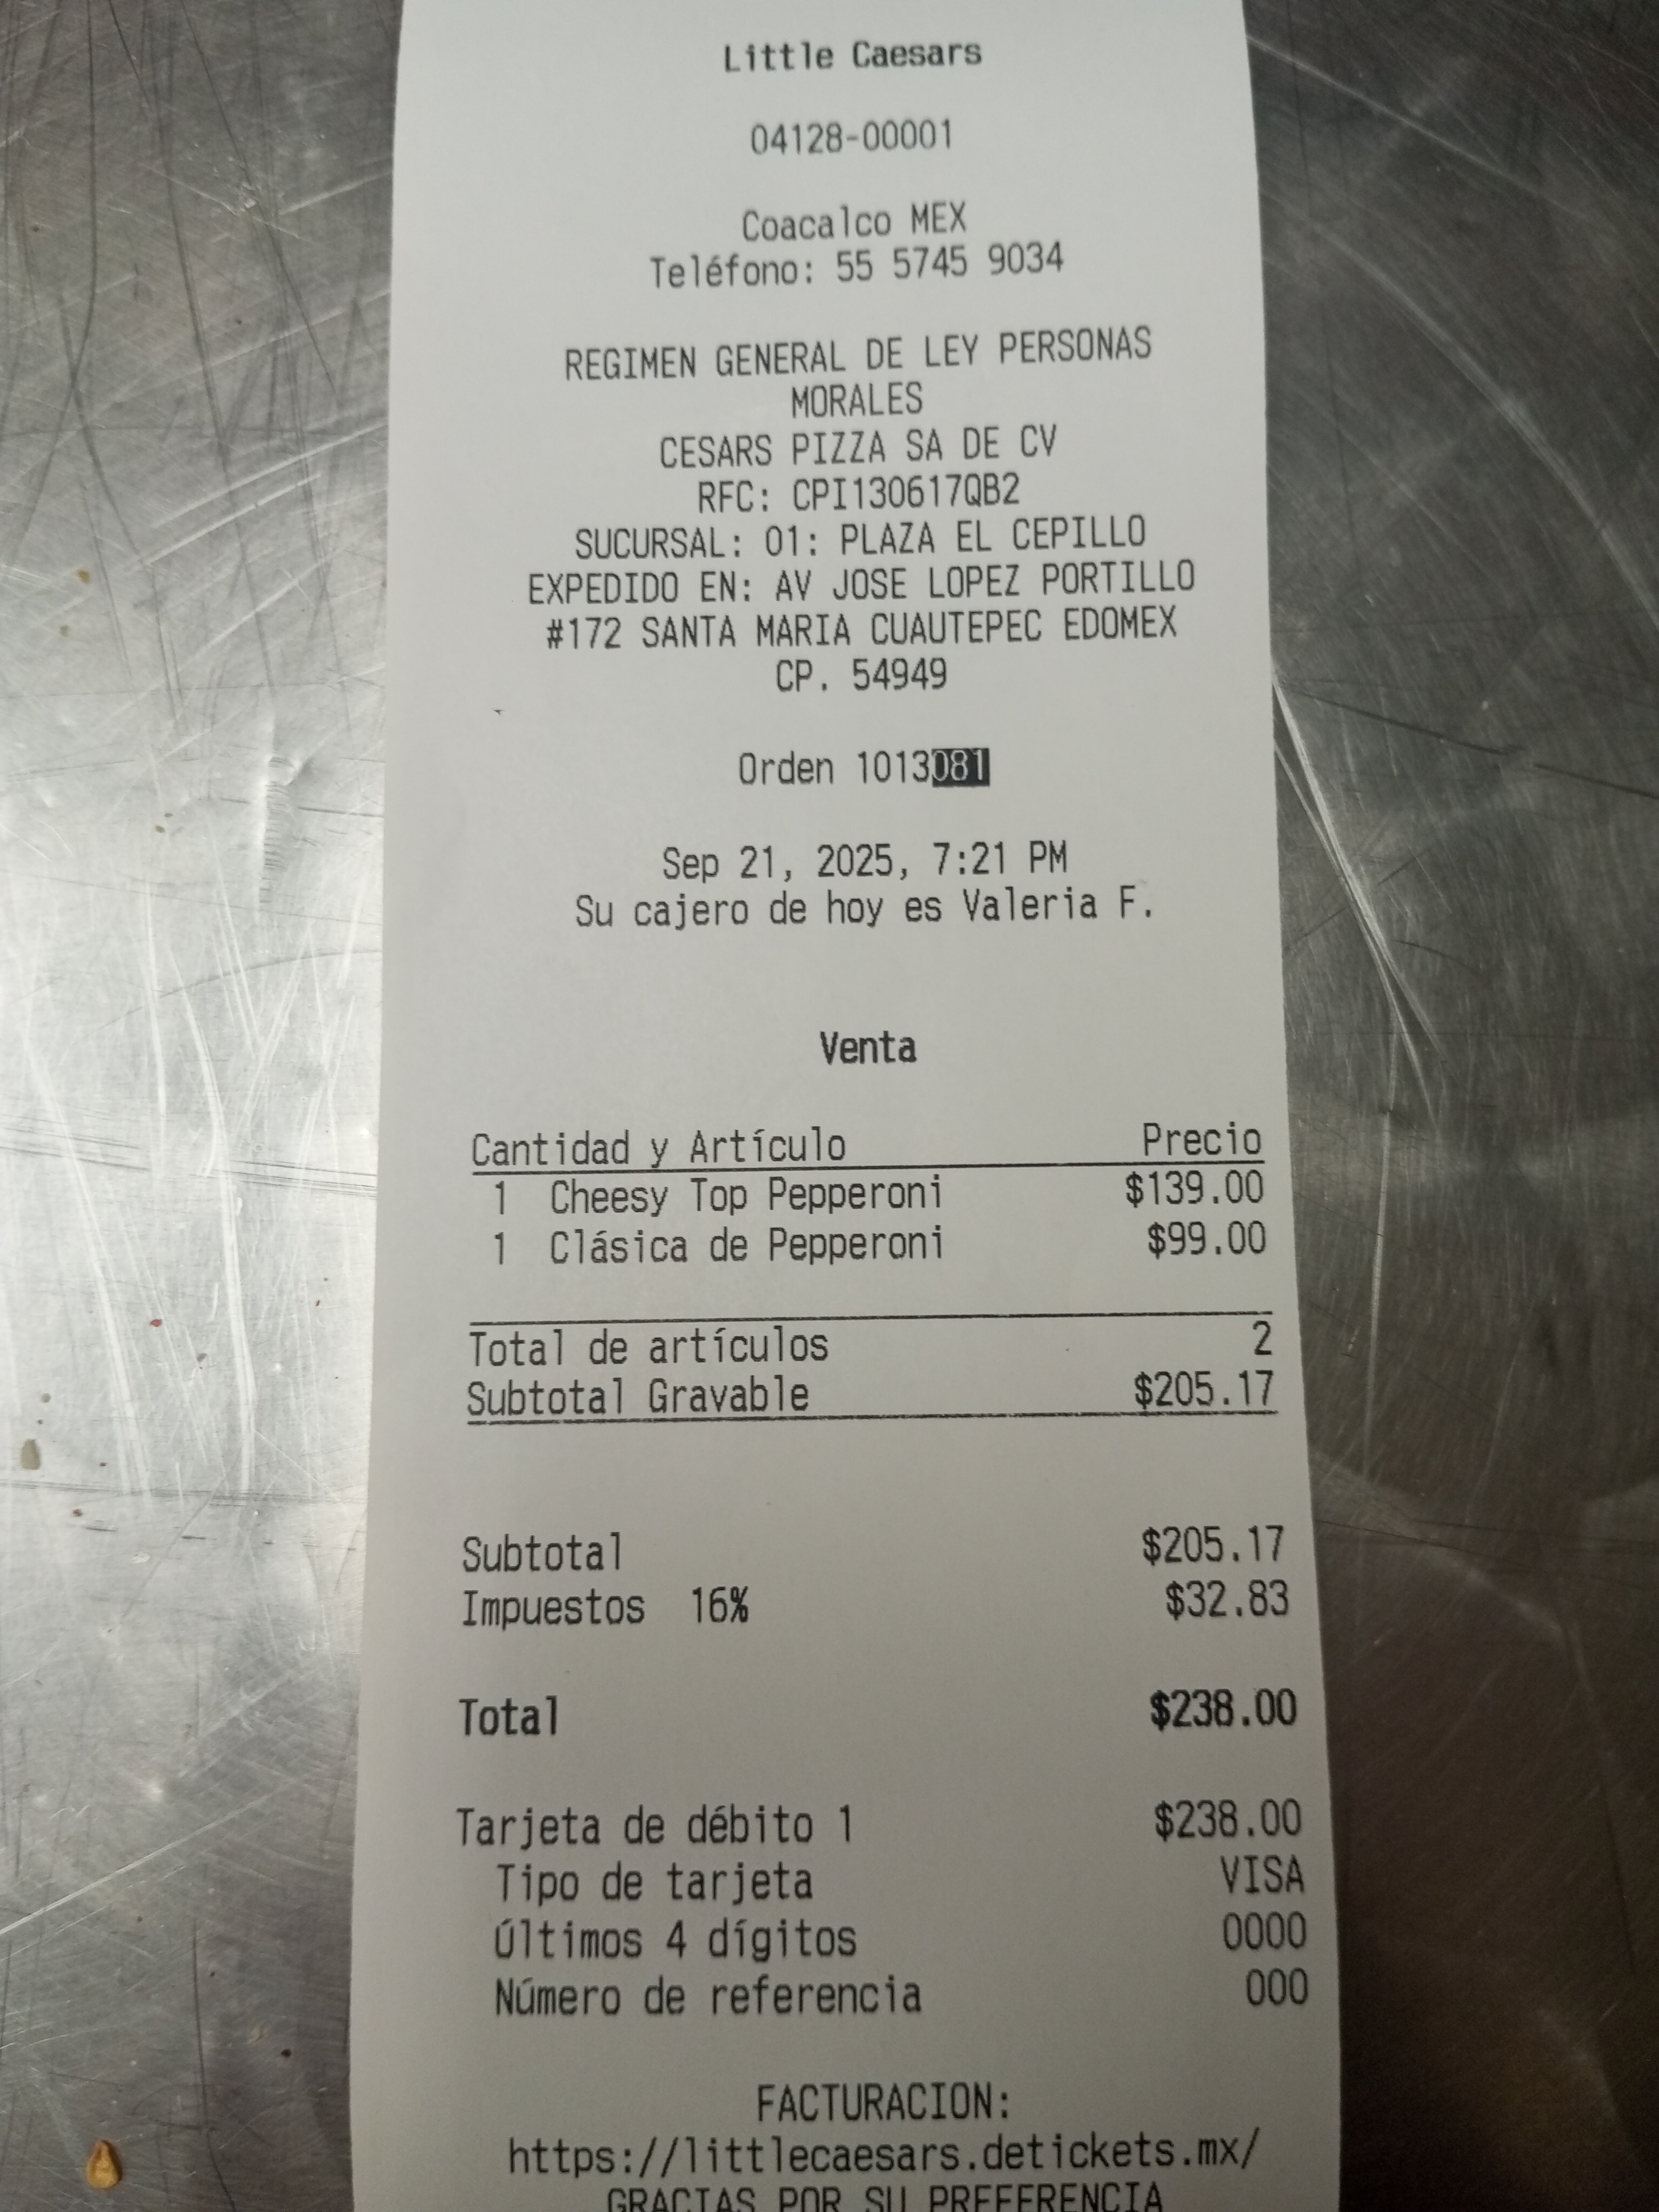 Little Caesars
04128-00001
Coacalco MEX
Teléfono: 55 5745 9034
REGIMEN GENERAL DE LEY PERSONAS
MORALES
CESARS PIZZA SA DE CV
RFC: CPI130617QB2
SUCURSAL: 01: PLAZA EL CEPILLO
EXPEDIDO EN: AV JOSE LOPEZ PORTILLO
#172 SANTA MARIA CUAUTEPEC EDOMEX
CP. 54949
Orden 1013081
Sep 21, 2025, 7:21 PM
Su cajero de hoy es Valeria F.
Venta
Cantidad y Artículo Precio
1 Cheesy Top Pepperoni $139.00
1 Clásica de Pepperoni $99.00
Total de artículos 2
Subtotal Gravable $205.17
Subtotal $205.17
Impuestos 16% $32.83
Total $238.00
Tarjeta de débito 1 $238.00
Tipo de tarjeta VISA
Últimos 4 dígitos 0000
Número de referencia 000
FACTURACION:
https://littlecaesars.detickets.mx/
GRACIAS POR SU PREFERENCIA